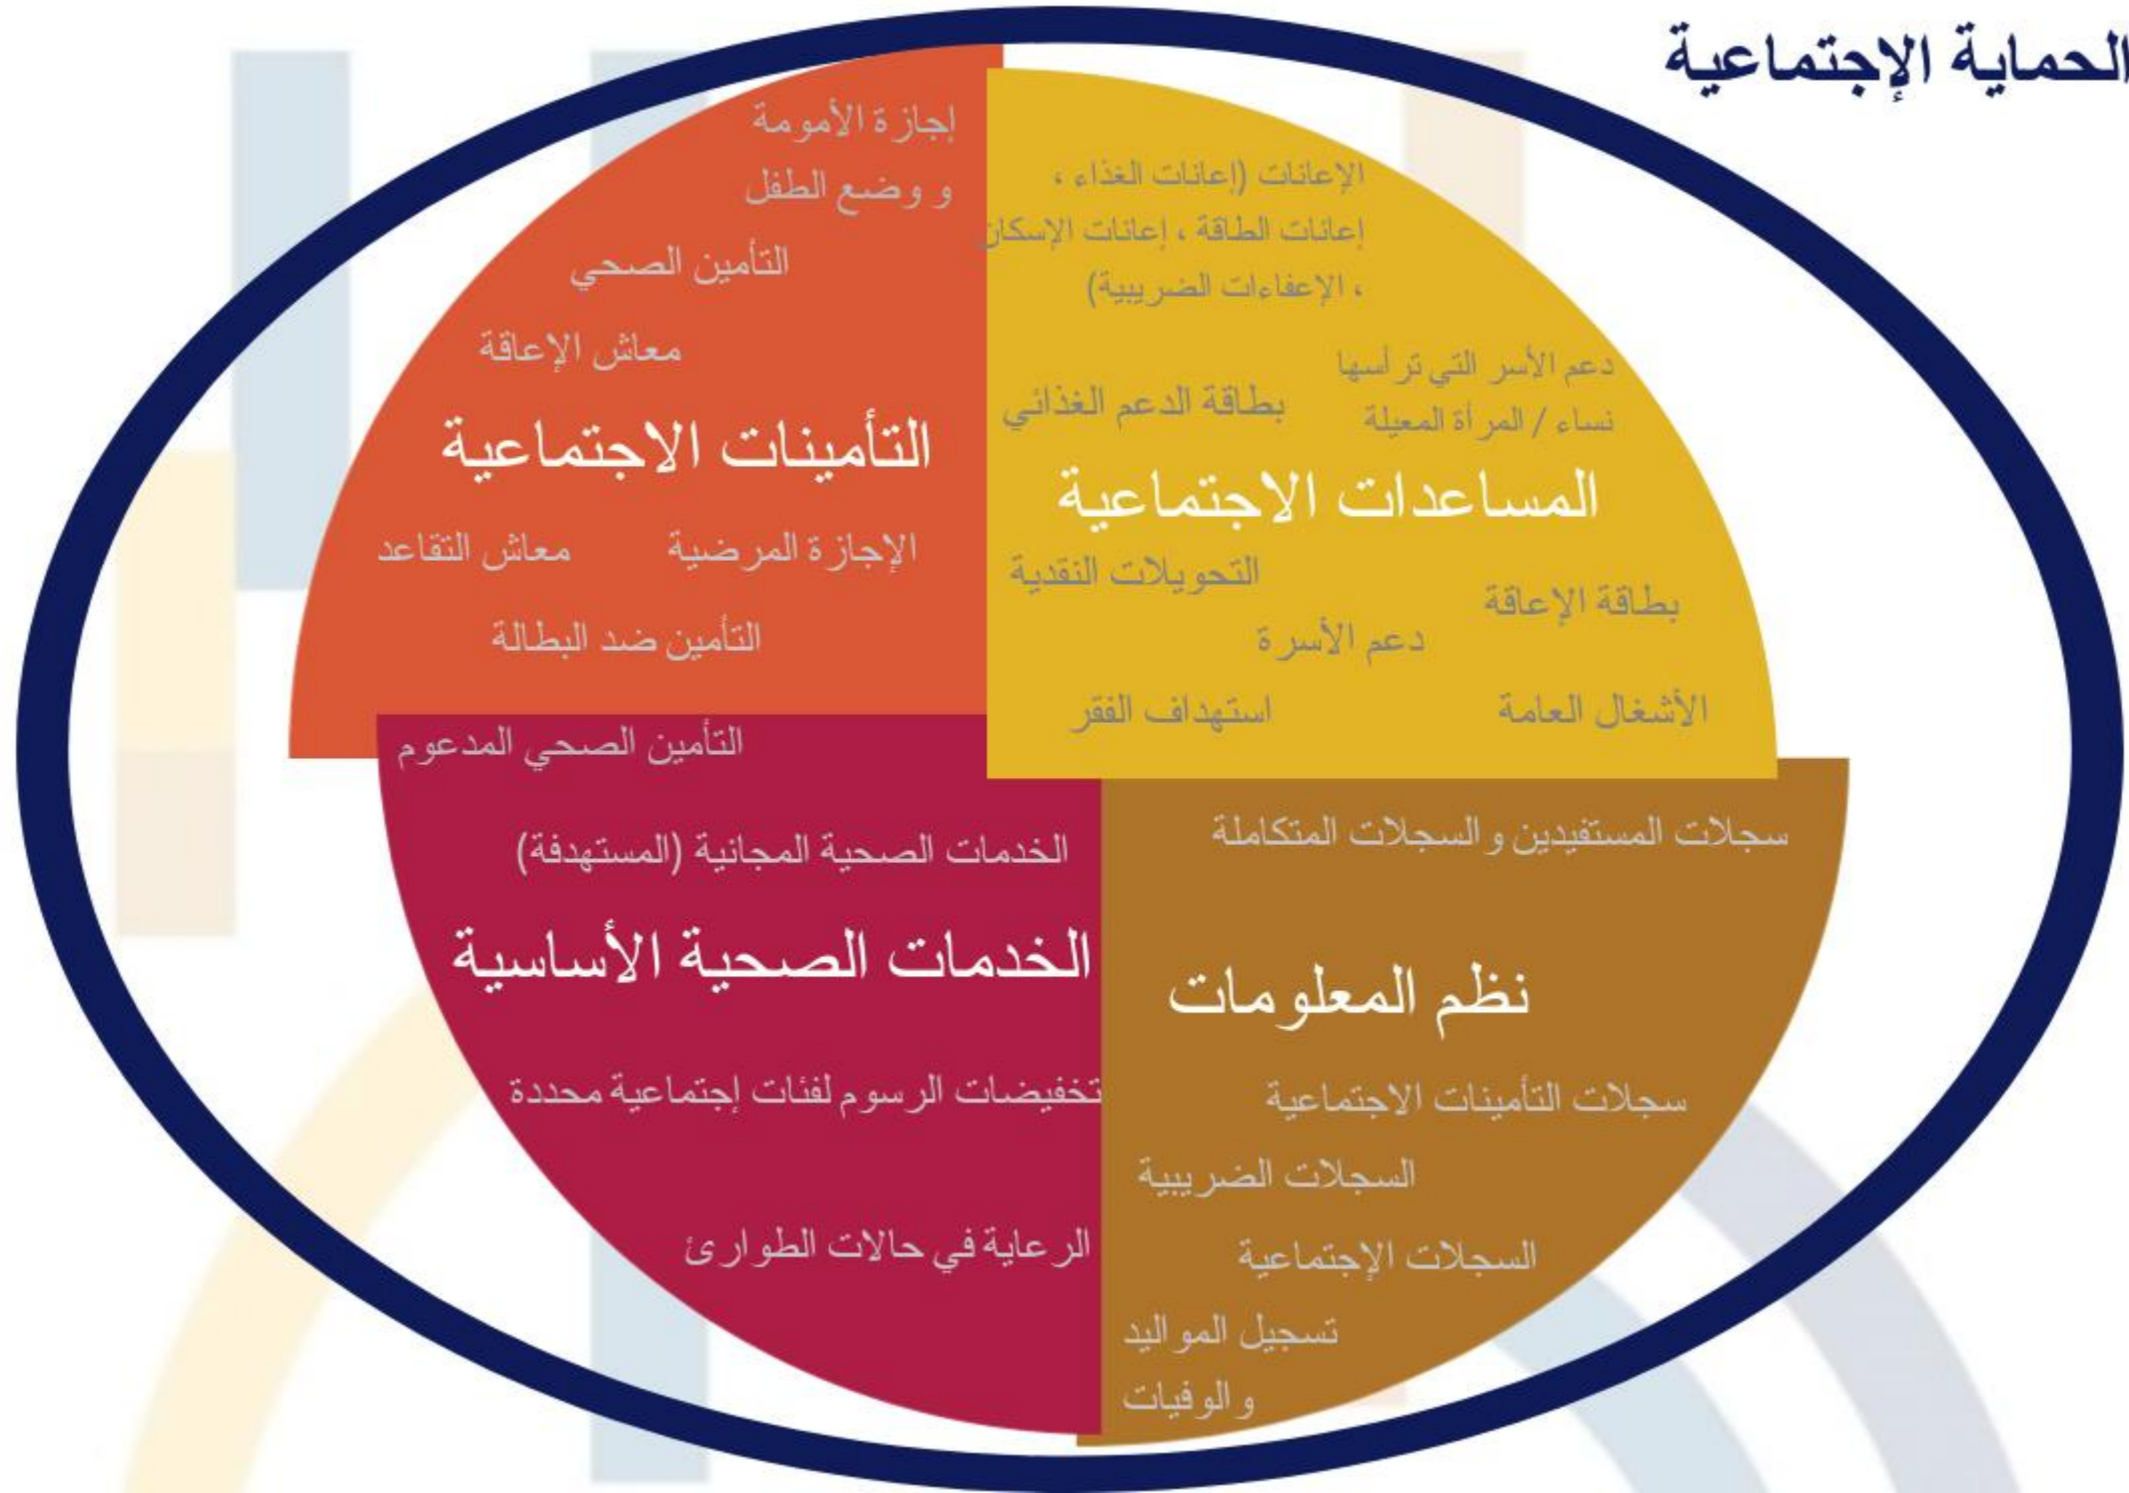 الحماية الإجتماعية
الإعانات (إعانات الغذاء ،
إعانات الطاقة ، إعانات الإسكان
، الإعفاءات الضريبية)
دعم الأسر التي ترأسها
نساء / المرأة المعيلة
بطاقة الدعم الغذائي
المساعدات الاجتماعية
التحويلات النقدية
بطاقة الإعاقة
دعم الأسرة
الأشغال العامة
استهداف الفقر
إجازة الأمومة
و وضع الطفل
التأمين الصحي
معاش الإعاقة
التأمينات الاجتماعية
الإجازة المرضية
معاش التقاعد
التأمين ضد البطالة
سجلات المستفيدين و السجلات المتكاملة
نظم المعلومات
سجلات التأمينات الاجتماعية
السجلات الضريبية
السجلات الإجتماعية
تسجيل المواليد
و الوفيات
التأمين الصحي المدعوم
الخدمات الصحية المجانية (المستهدفة)
الخدمات الصحية الأساسية
تخفيضات الرسوم لفئات إجتماعية محددة
الرعاية في حالات الطوارئ